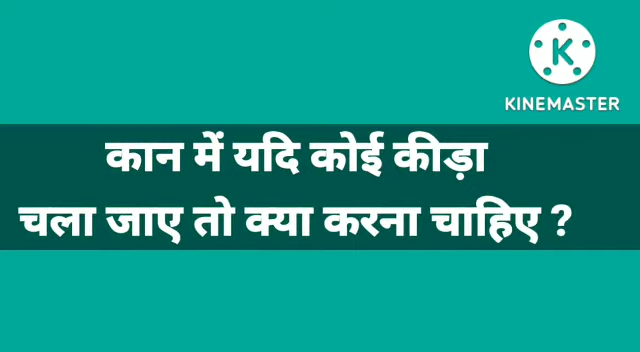 KINEMASTER
कान में यदि कोई कीड़ा
चला जाए तो क्या करना चाहिए ?